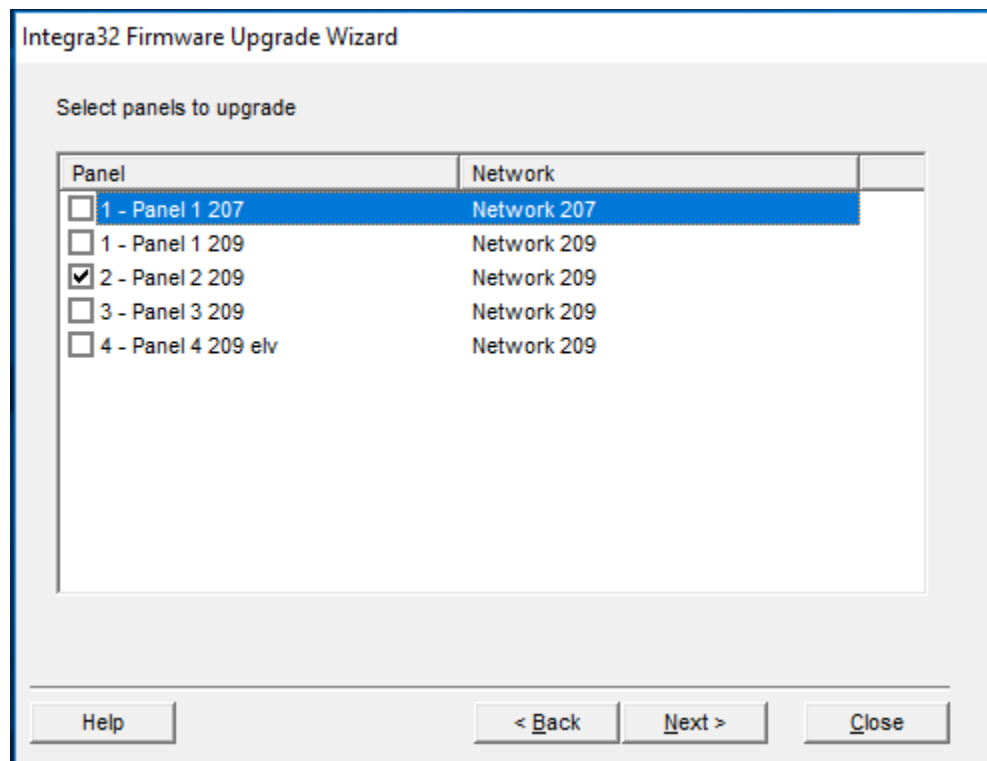 Integra32 Firmware Upgrade Wizard
Select panels to upgrade
Panel Network
1 - Panel 1 207 Network 207
1 - Panel 1 209 Network 209
2 - Panel 2 209 Network 209
3 - Panel 3 209 Network 209
4 - Panel 4 209 elv Network 209
Help < Back Next > Close